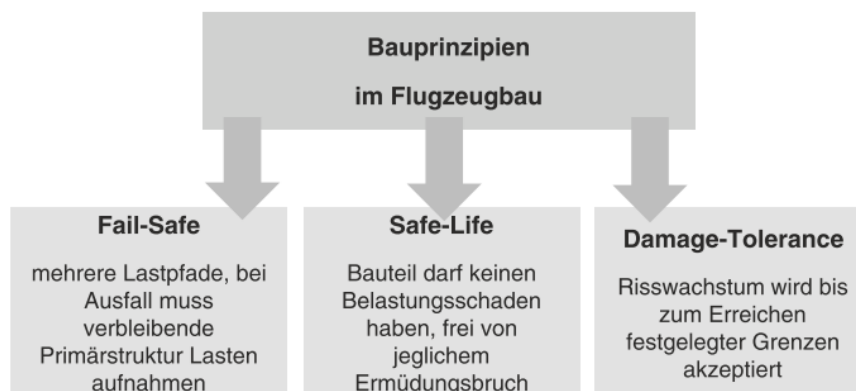 Bauprinzipien
im Flugzeugbau
Fail-Safe
mehrere Lastpfade, bei
Ausfall muss
verbleibende
Primärstruktur Lasten
aufnahmen
Safe-Life
Bauteil darf keinen
Belastungsschaden
haben, frei von
jeglichem
Ermüdungsbruch
Damage-Tolerance
Risswachstum wird bis
zum Erreichen
festgelegter Grenzen
akzeptiert